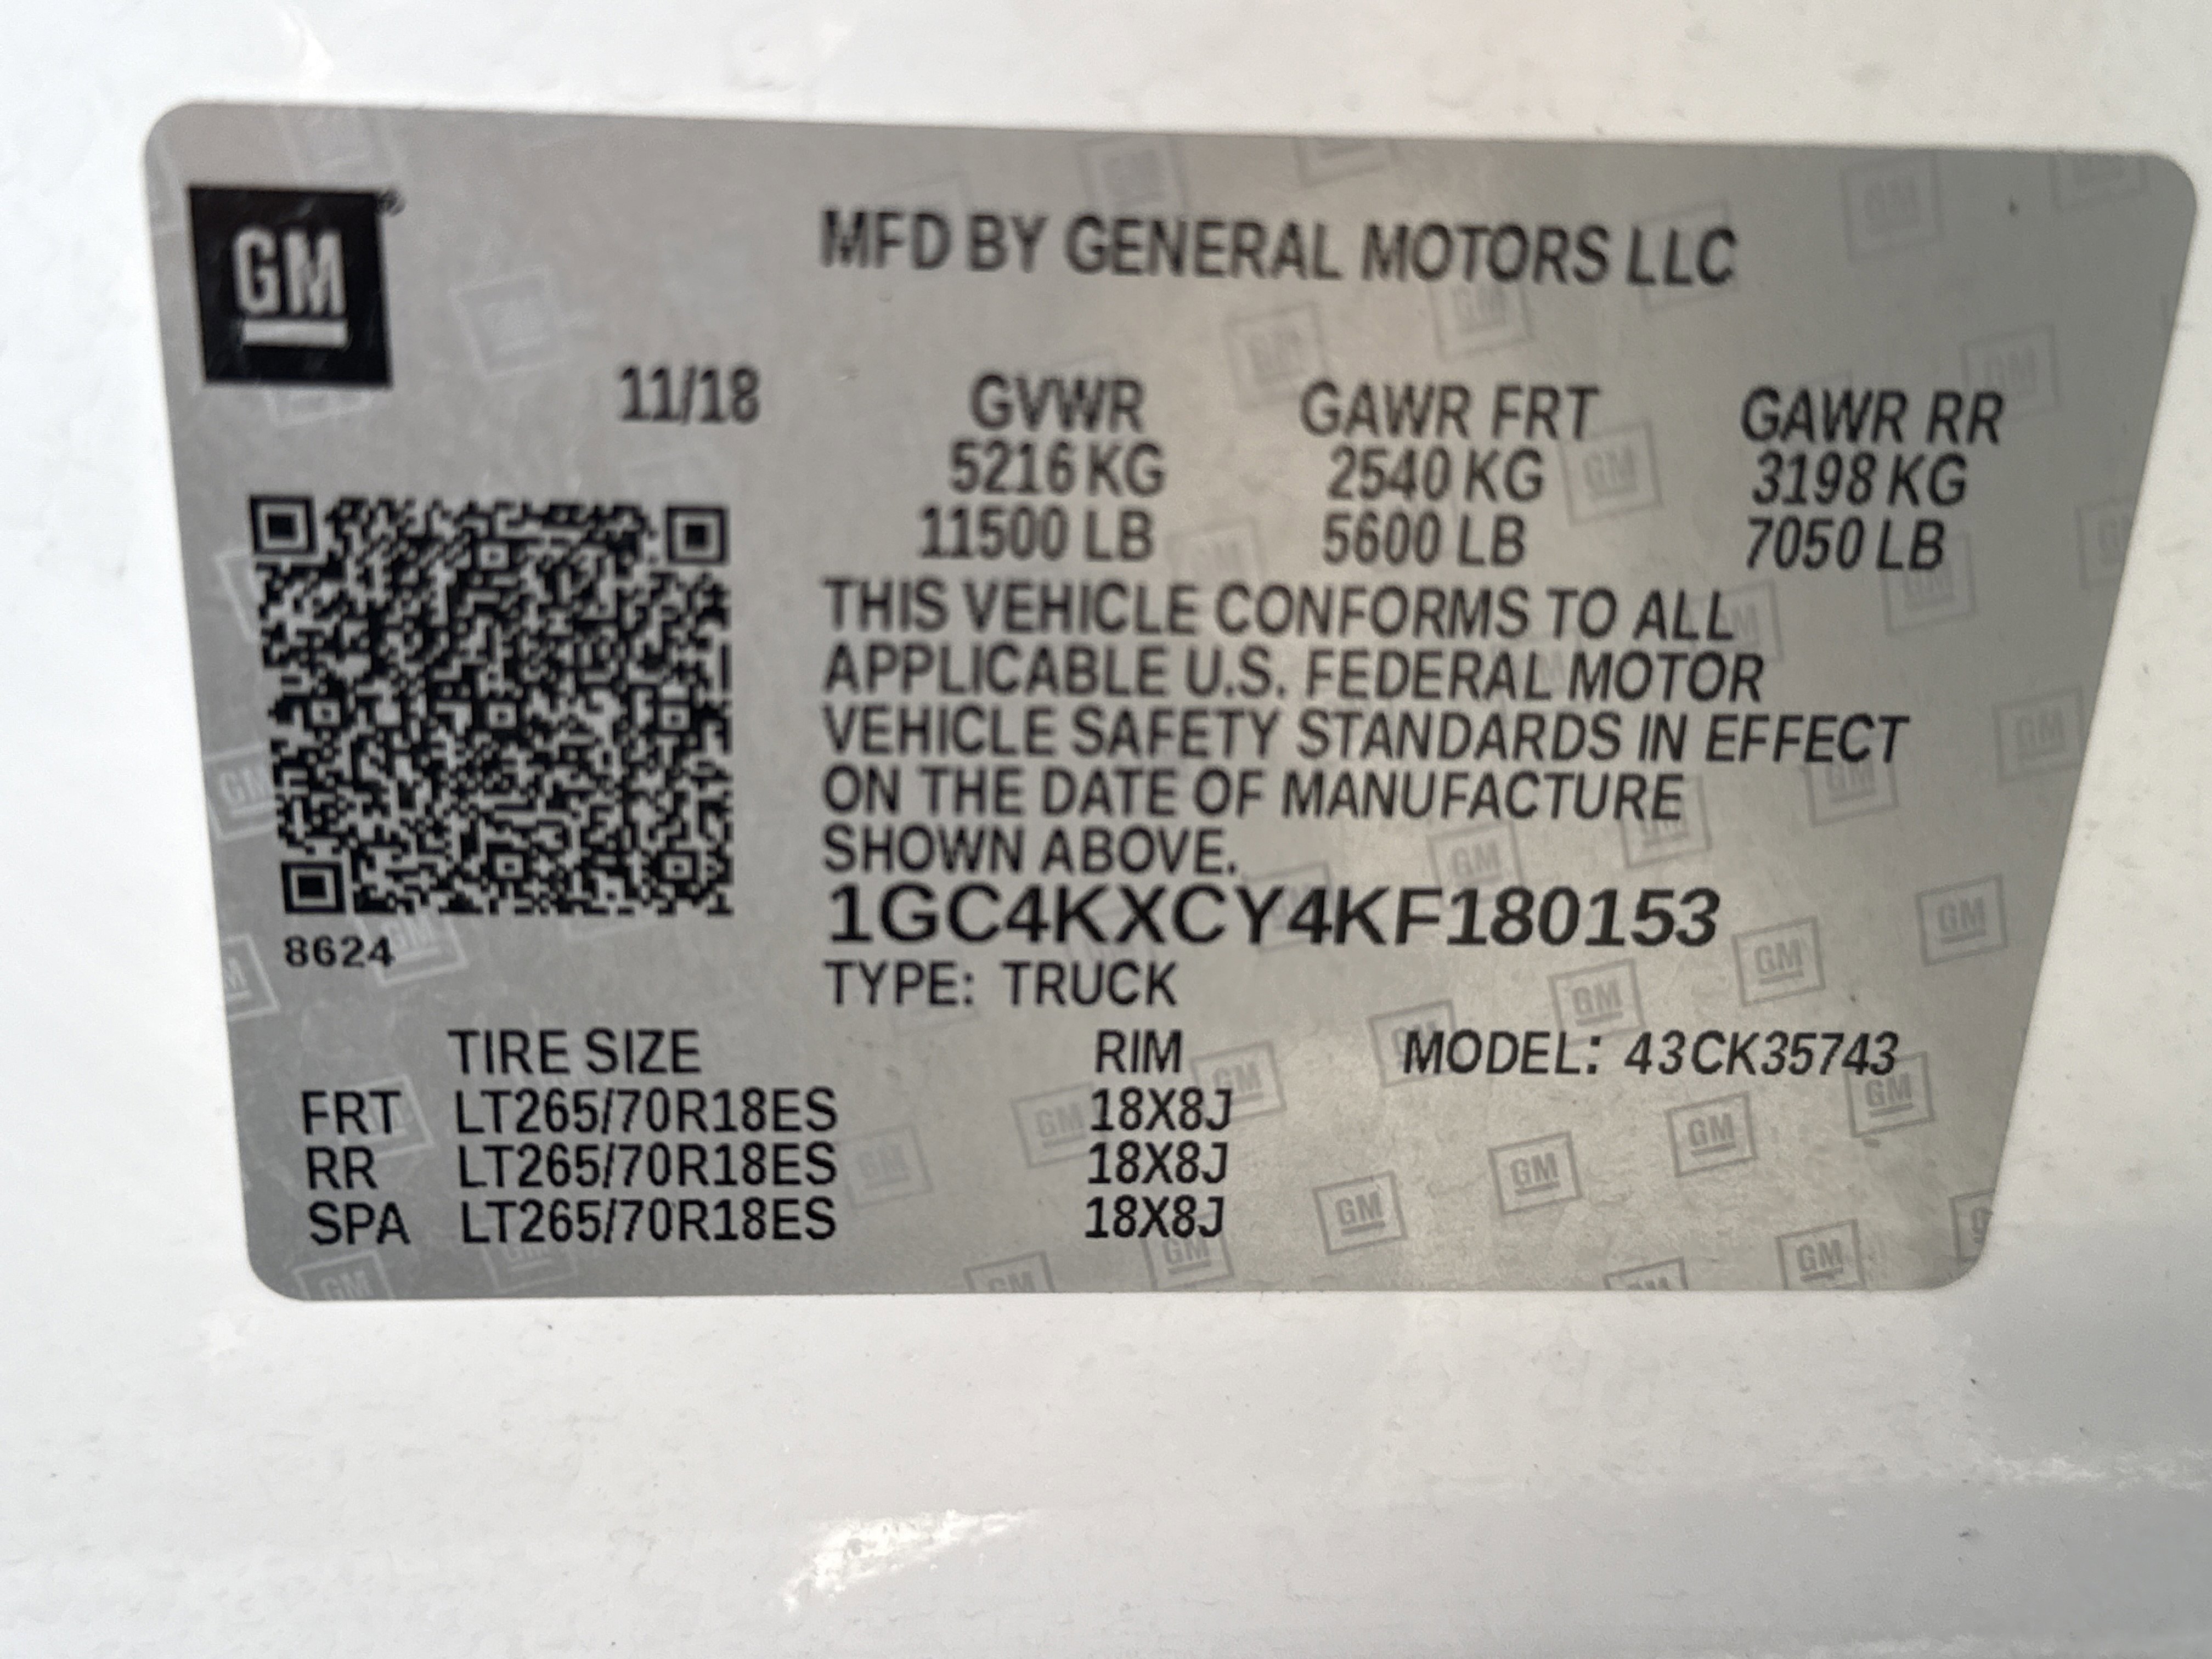 GM
MFD BY GENERAL MOTORS LLC
11/18 GVWR GAWR FRT GAWR RR
5216 KG 2540 KG 3198 KG
11500 LB 5600 LB 7050 LB
THIS VEHICLE CONFORMS TO ALL
APPLICABLE U.S. FEDERAL MOTOR
VEHICLE SAFETY STANDARDS IN EFFECT
ON THE DATE OF MANUFACTURE
SHOWN ABOVE.
1GC4KXCY4KF180153
8624
TYPE: TRUCK
TIRE SIZE RIM MODEL: 43CK35743
FRT LT265/70R18ES 18X8J
RR LT265/70R18ES 18X8J
SPA LT265/70R18ES 18X8J